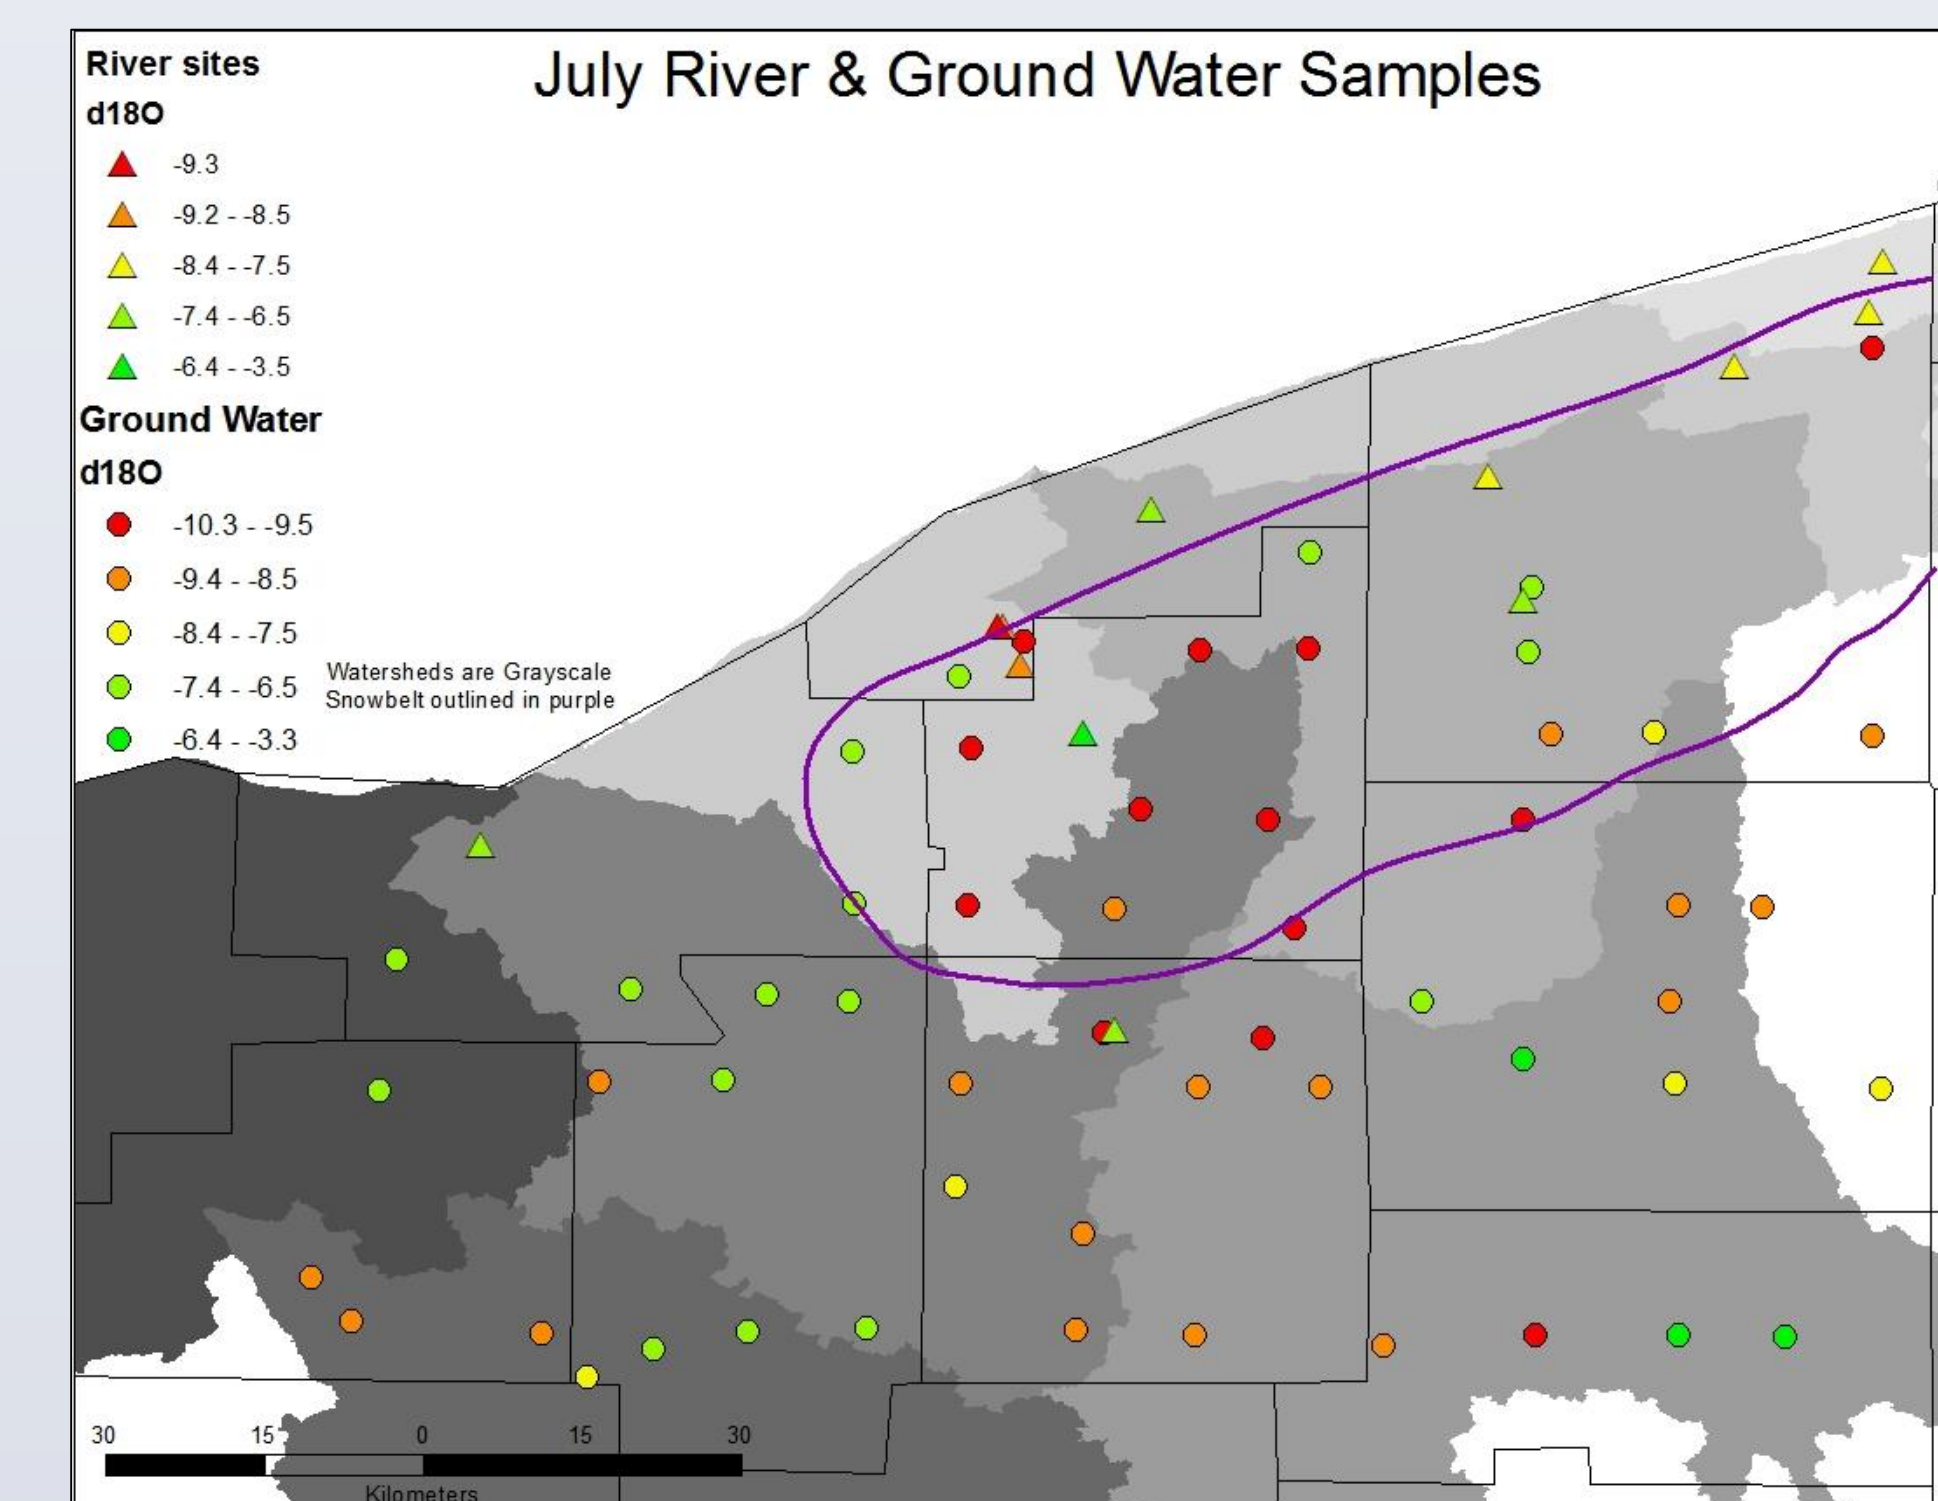 July River & Ground Water Samples
River sites
d18O
-9.3
-9.2 - -8.5
-8.4 - -7.5
-7.4 - -6.5
-6.4 - -3.5
Ground Water
d18O
-10.3 - -9.5
-9.4 - -8.5
-8.4 - -7.5
-7.4 - -6.5
-6.4 - -3.3
Watersheds are Grayscale
Snowbelt outlined in purple
30 15 0 15 30
Kilometers